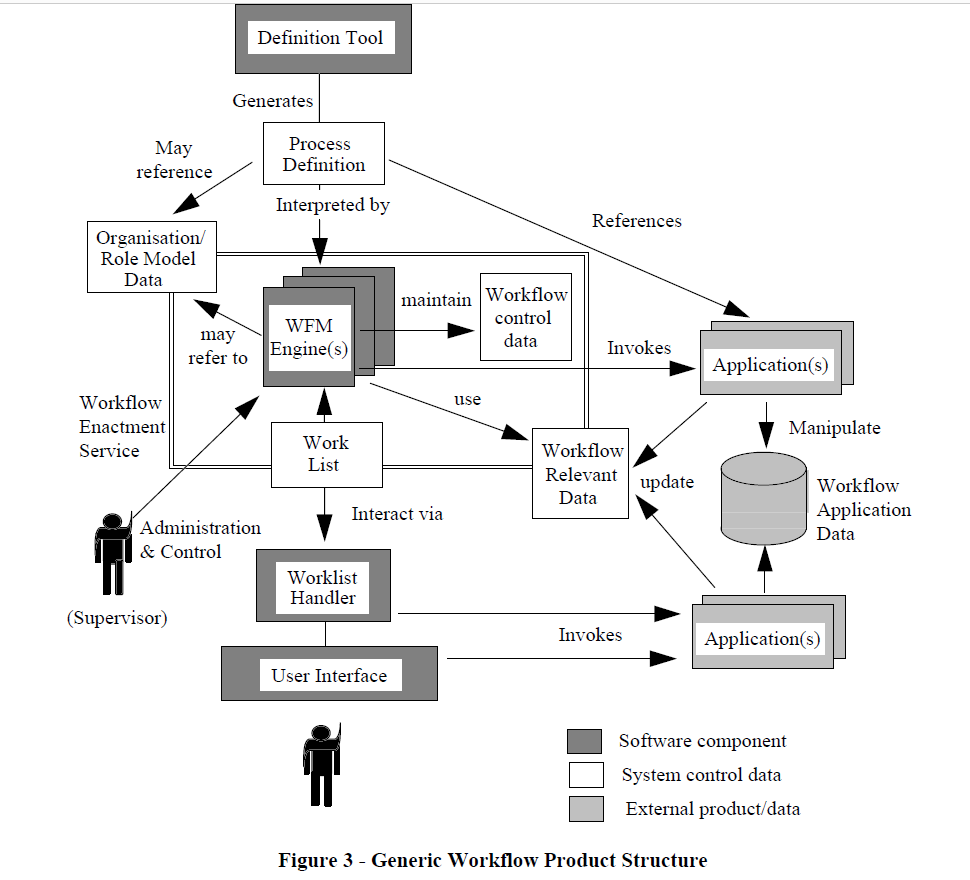 Definition Tool
Generates
Process
Definition
May
reference
Interpreted by
References
Organisation/
Role Model
Data
WFM
Engine(s)
maintain
Workflow
control
data
may
refer to
Invokes
Application(s)
use
Workflow
Enactment
Service
Work
List
Workflow
Relevant
Data
update
Manipulate
Workflow
Application
Data
Interact via
Administration
& Control
(Supervisor)
Worklist
Handler
Invokes
Application(s)
User Interface
Software component
System control data
External product/data
Figure 3 - Generic Workflow Product Structure